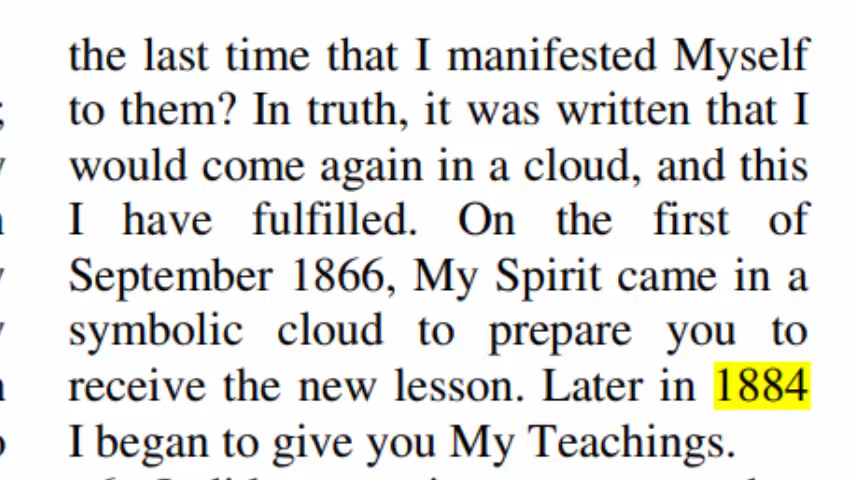 the last time that I manifested Myself
to them? In truth, it was written that I
would come again in a cloud, and this
I have fulfilled. On the first of
September 1866, My Spirit came in a
symbolic cloud to prepare you to
receive the new lesson. Later in 1884
I began to give you My Teachings.